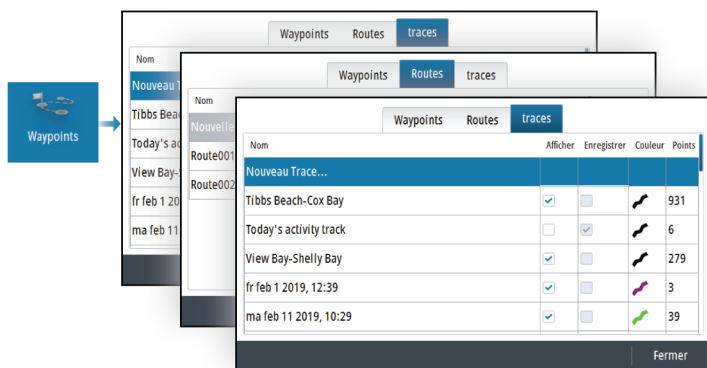 Waypoints
Waypoints Routes traces
Nom
Nouveau T
Tibbs Bea
Today's a
View Bay-
fr feb 1 20
ma feb 11
Waypoints Routes traces
Nom
Nouvelle
Route001
Route002
Waypoints Routes traces
Nom Afficher Enregistrer Couleur Points
Nouveau Trace...
Tibbs Beach-Cox Bay 931
Today's activity track 6
View Bay-Shelly Bay 279
fr feb 1 2019, 12:39 3
ma feb 11 2019, 10:29 39
Fermer